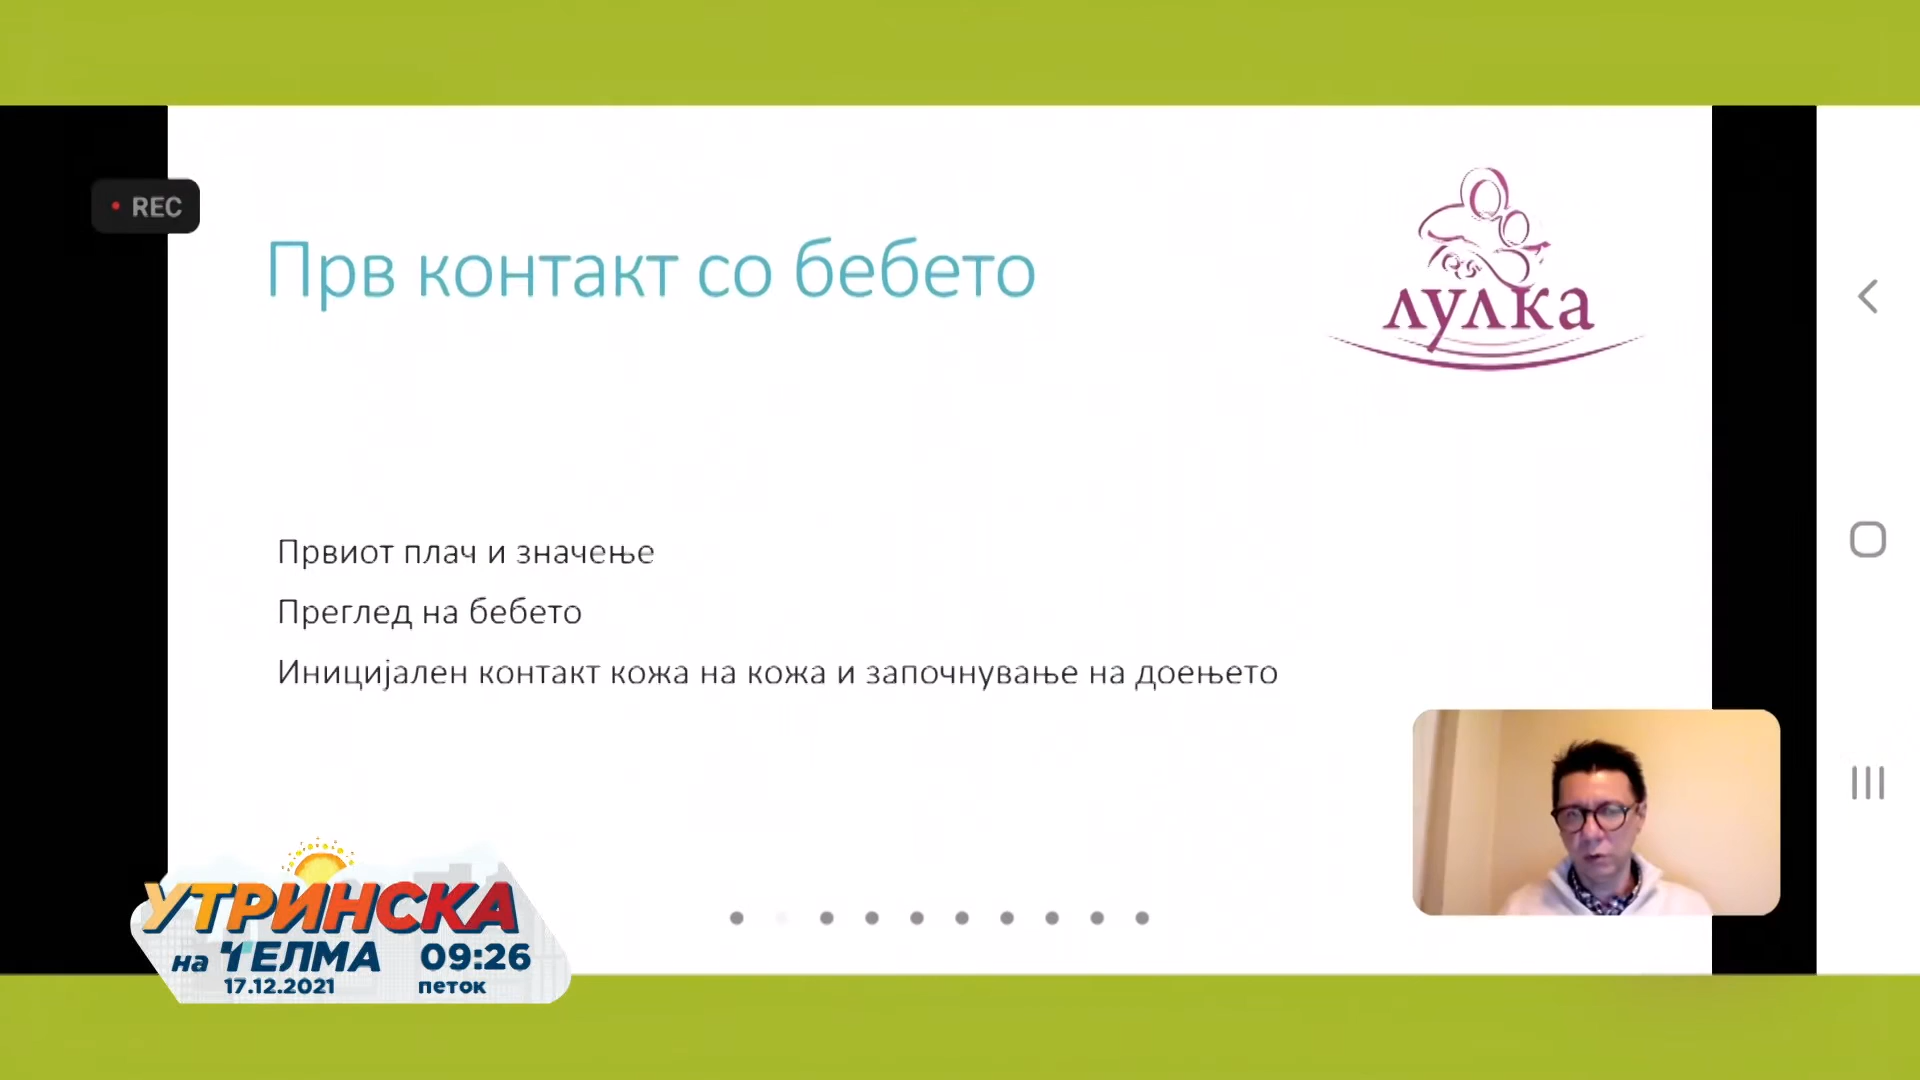 REC
Прв контакт со бебето
лулка
Првиот плач и значење
Преглед на бебето
Иницијален контакт кожа на кожа и започнување на доењето
УТРИНСКА
на ТЕЛМА 09:26
17.12.2021 петок